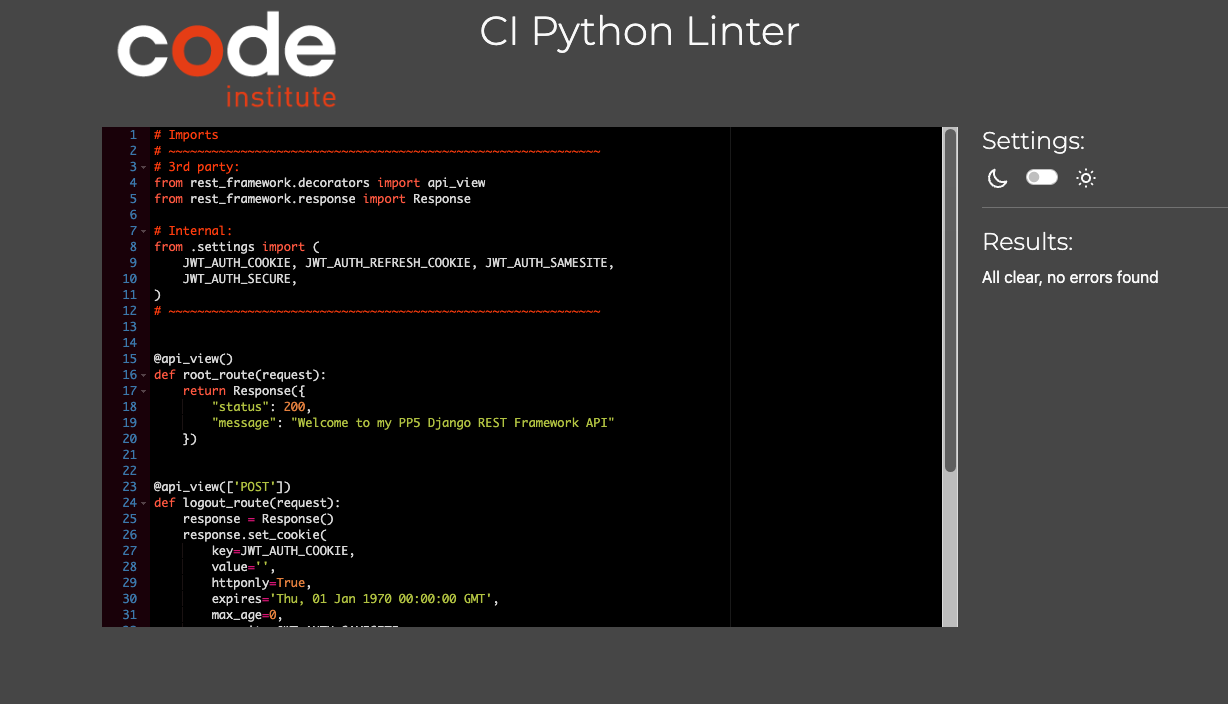 code
institute
CI Python Linter
1 # Imports
2 # ~~~~~~~~~~~~~~~~~~~~~~~~~~~~~~~~~~~~~~~~~~~~~~~~~~~~~~~~~~~~
3 # 3rd party:
4 from rest_framework.decorators import api_view
5 from rest_framework.response import Response
6
7 # Internal:
8 from .settings import (
9     JWT_AUTH_COOKIE, JWT_AUTH_REFRESH_COOKIE, JWT_AUTH_SAMESITE,
10     JWT_AUTH_SECURE,
11 )
12 # ~~~~~~~~~~~~~~~~~~~~~~~~~~~~~~~~~~~~~~~~~~~~~~~~~~~~~~~~~~~~
13
14
15 @api_view()
16 def root_route(request):
17     return Response({
18         "status": 200,
19         "message": "Welcome to my PP5 Django REST Framework API"
20     })
21
22
23 @api_view(['POST'])
24 def logout_route(request):
25     response = Response()
26     response.set_cookie(
27         key=JWT_AUTH_COOKIE,
28         value='',
29         httponly=True,
30         expires='Thu, 01 Jan 1970 00:00:00 GMT',
31         max_age=0,
Settings:
Results:
All clear, no errors found